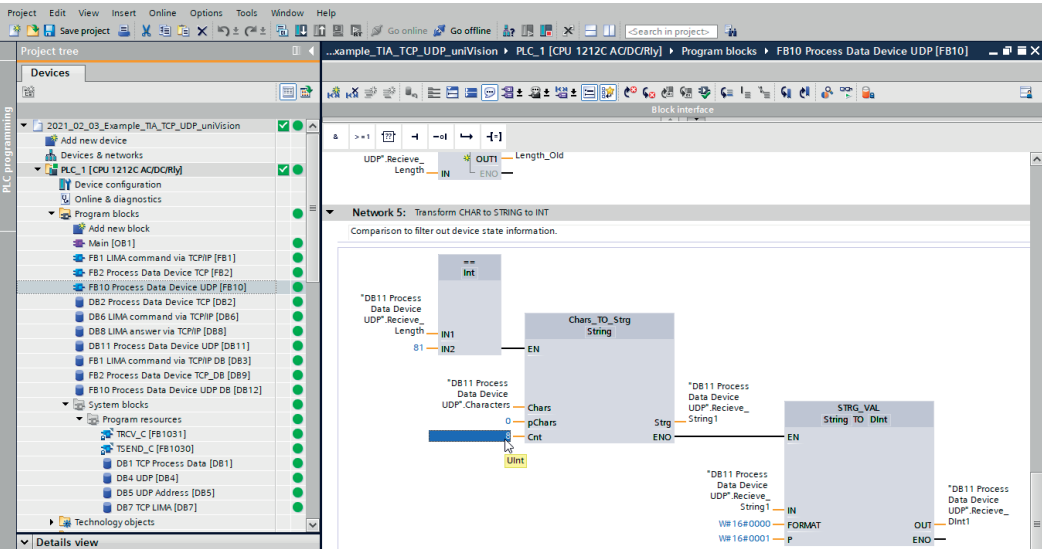 Project Edit View Insert Online Options Tools Window Help
Save project Go online Go offline <Search in project>
Project tree
...xample_TIA_TCP_UDP_uniVision ▸ PLC_1 [CPU 1212C AC/DC/Rly] ▸ Program blocks ▸ FB10 Process Data Device UDP [FB10]
Devices
PLC programming
Block interface
2021_02_03_Example_TIA_TCP_UDP_uniVision
Add new device
Devices & networks
PLC_1 [CPU 1212C AC/DC/Rly]
Device configuration
Online & diagnostics
Program blocks
Add new block
Main [OB1]
FB1 LIMA command via TCP/IP [FB1]
FB2 Process Data Device TCP [FB2]
FB10 Process Data Device UDP [FB10]
DB2 Process Data Device TCP [DB2]
DB6 LIMA command via TCP/IP [DB6]
DB8 LIMA answer via TCP/IP [DB8]
DB11 Process Data Device UDP [DB11]
FB1 LIMA command via TCP/IP DB [DB3]
FB2 Process Data Device TCP_DB [DB9]
FB10 Process Data Device UDP DB [DB12]
System blocks
Program resources
TRCV_C [FB1031]
TSEND_C [FB1030]
DB1 TCP Process Data [DB1]
DB4 UDP [DB4]
DB5 UDP Address [DB5]
DB7 TCP LIMA [DB7]
Technology objects
Details view
& >=1 ??
UDP".Recieve_
Length
IN
OUT1
ENO
Length_Old
Network 5: Transform CHAR to STRING to INT
Comparison to filter out device state information.
==
Int
"DB11 Process
Data Device
UDP".Recieve_
Length
IN1
81
IN2
Chars_TO_Strg
String
EN
"DB11 Process
Data Device
UDP".Characters
Chars
0
pChars
8
Cnt
UInt
Strg
ENO
"DB11 Process
Data Device
UDP".Recieve_
String1
STRG_VAL
String TO DInt
EN
"DB11 Process
Data Device
UDP".Recieve_
String1
IN
W#16#0000
FORMAT
W#16#0001
P
OUT
ENO
"DB11 Process
Data Device
UDP".Recieve_
DInt1